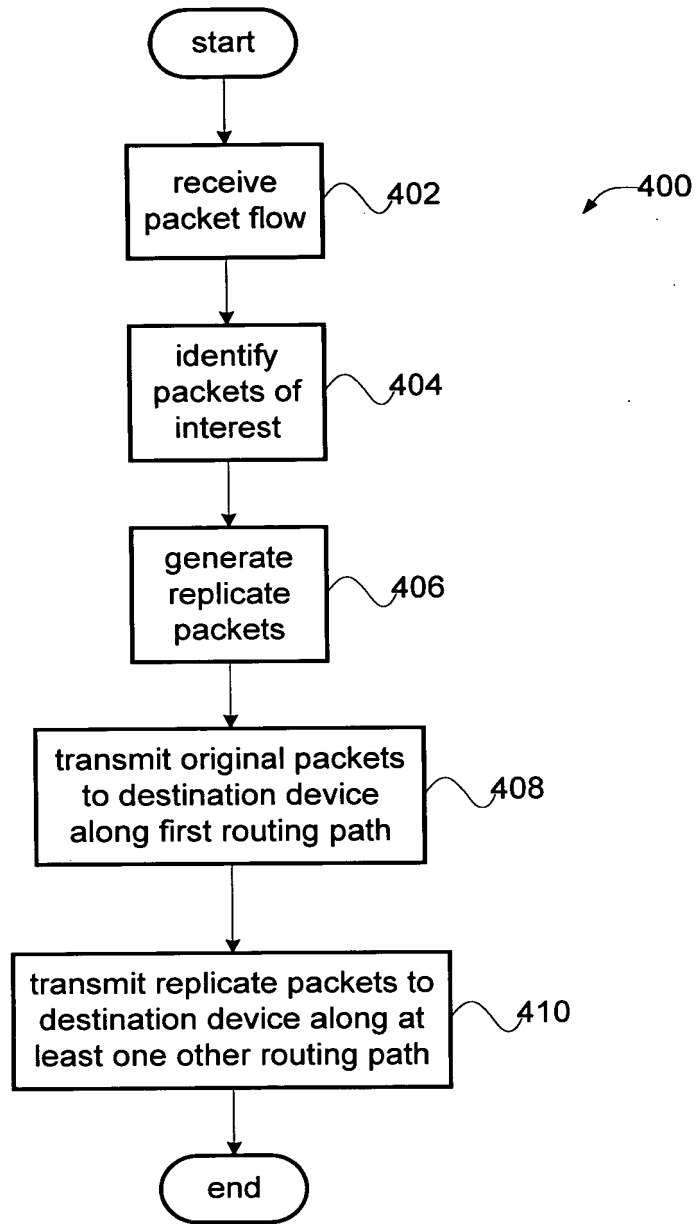 start
receive
packet flow
402
400
identify
packets of
interest
404
generate
replicate
packets
406
transmit original packets
to destination device
along first routing path
408
transmit replicate packets to
destination device along at
least one other routing path
410
end